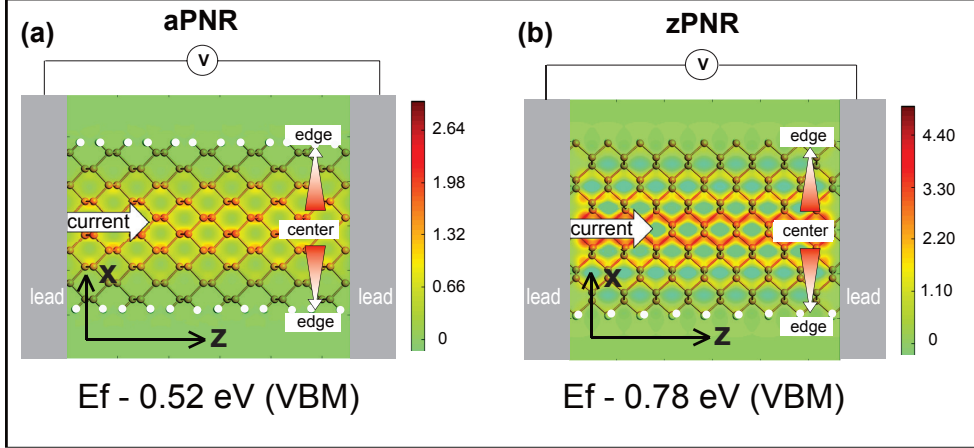 aPNR
(a)
V
edge
current
center
edge
X
Z
lead
lead
2.64
1.98
1.32
0.66
0
Ef - 0.52 eV (VBM)
zPNR
(b)
V
edge
current
center
edge
X
Z
lead
lead
4.40
3.30
2.20
1.10
0
Ef - 0.78 eV (VBM)